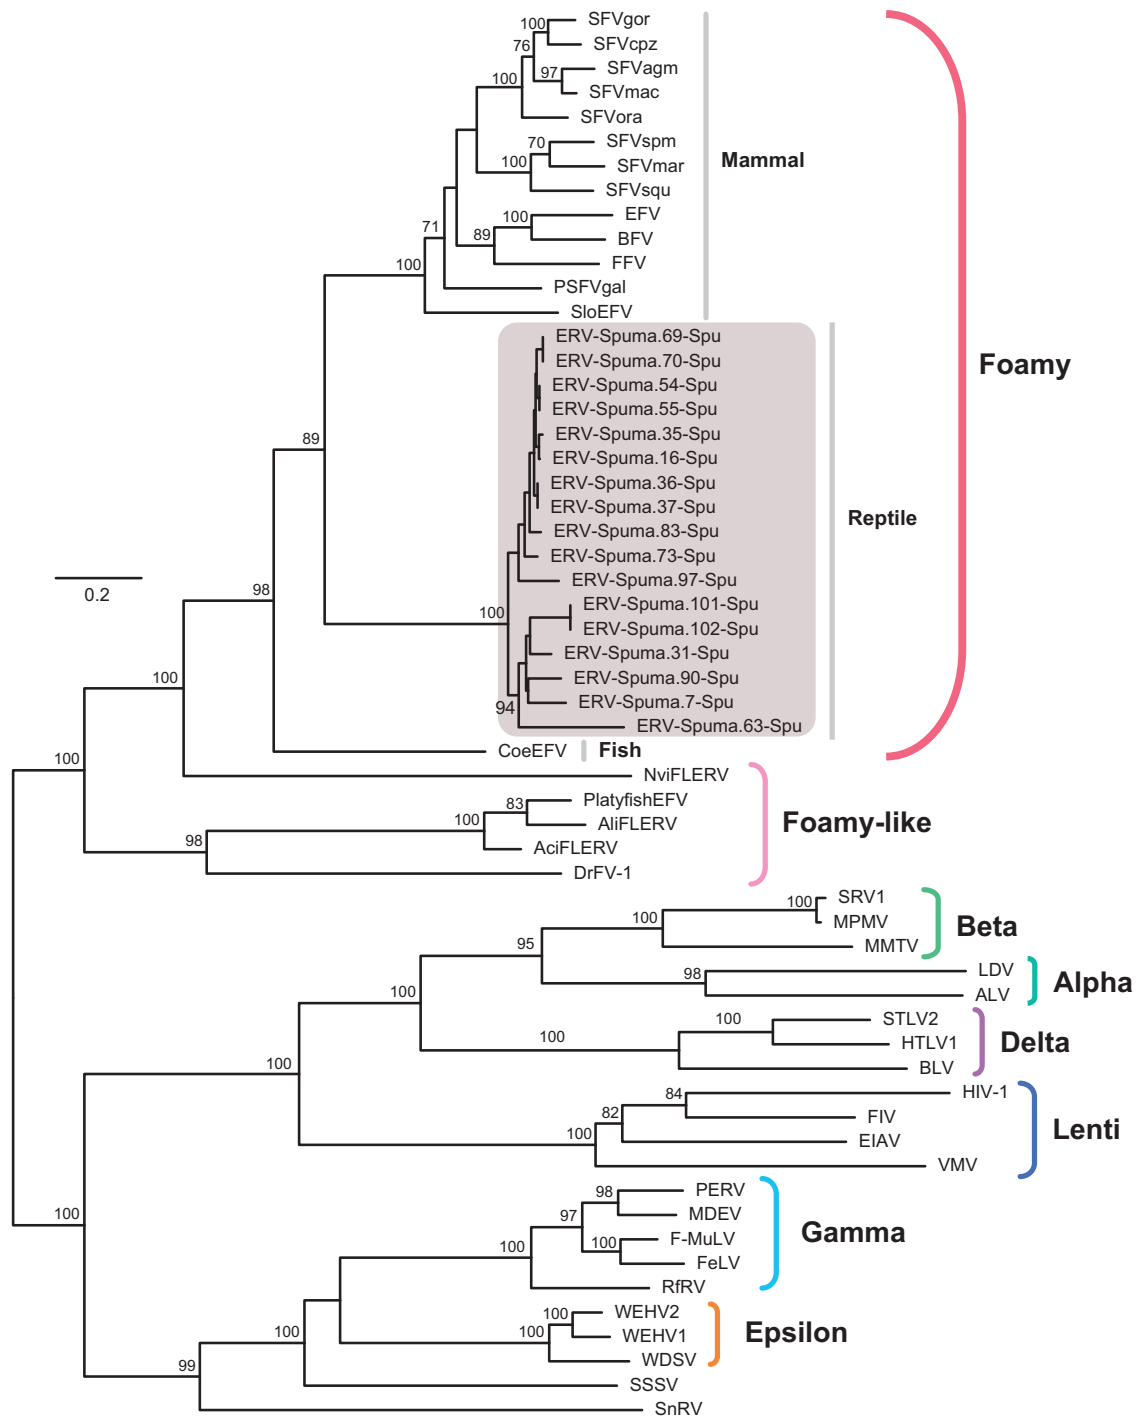 SFVgor
100
SFVcpz
76
SFVagm
97
100
SFVmac
SFVora
SFVspm
70
Mammal
SFVmar
100
SFVsqu
EFV
100
BFV
71
89
FFV
100
PSFVgal
SloEFV
ERV-Spuma.69-Spu
ERV-Spuma.70-Spu
Foamy
ERV-Spuma.54-Spu
ERV-Spuma.55-Spu
ERV-Spuma.35-Spu
89
ERV-Spuma.16-Spu
ERV-Spuma.36-Spu
ERV-Spuma.37-Spu
Reptile
ERV-Spuma.83-Spu
ERV-Spuma.73-Spu
ERV-Spuma.97-Spu
0.2
98
ERV-Spuma.101-Spu
100
ERV-Spuma.102-Spu
ERV-Spuma.31-Spu
100
ERV-Spuma.90-Spu
94
ERV-Spuma.7-Spu
ERV-Spuma.63-Spu
CoeEFV
Fish
100
NviFLERV
PlatyfishEFV
83
AliFLERV
Foamy-like
100
98
AciFLERV
DrFV-1
SRV1
100
MPMV
Beta
100
MMTV
95
LDV
98
Alpha
ALV
100
STLV2
100
HTLV1
Delta
100
BLV
100
HIV-1
84
FIV
82
Lenti
100
EIAV
VMV
PERV
98
MDEV
97
100
Gamma
F-MuLV
100
100
FeLV
RfRV
WEHV2
100
WEHV1
Epsilon
100
100
WDSV
99
SSSV
SnRV